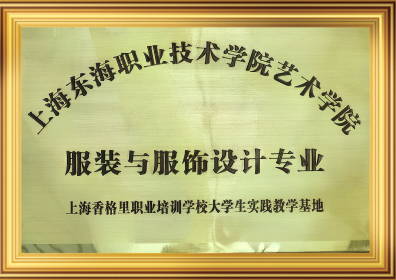 上海东海职业技术学院艺术学院
服装与服饰设计专业
上海香格里职业培训学校大学生实践教学基地